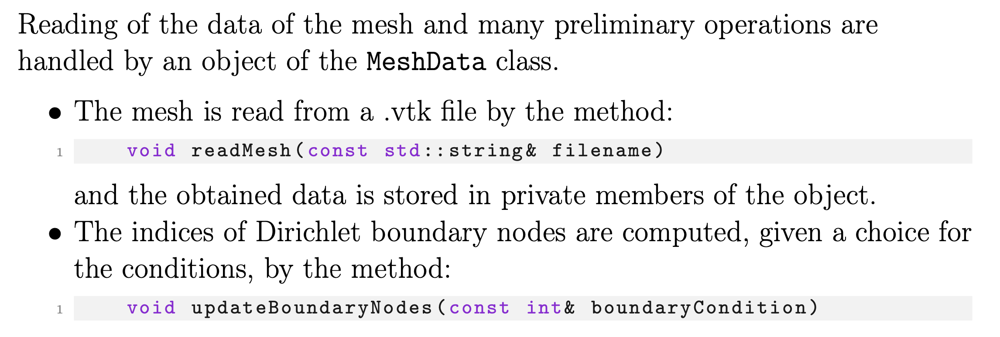 Reading of the data of the mesh and many preliminary operations are
handled by an object of the MeshData class.
• The mesh is read from a .vtk file by the method:
1 void readMesh(const std::string& filename)
and the obtained data is stored in private members of the object.
• The indices of Dirichlet boundary nodes are computed, given a choice for
the conditions, by the method:
1 void updateBoundaryNodes(const int& boundaryCondition)